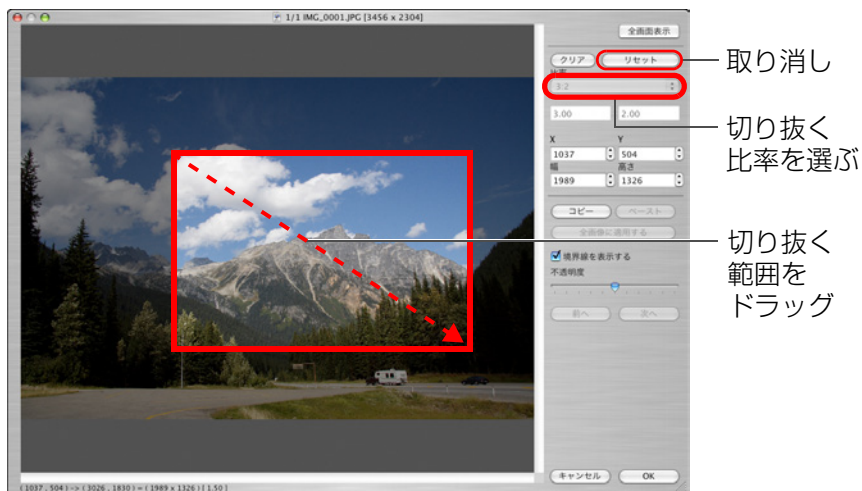 1/1 IMG_0001.JPG [3456 x 2304]
全画面表示
クリア
リセット
取り消し
比率
3:2
3.00
2.00
切り抜く
比率を選ぶ
X
Y
1037
504
幅
高さ
1989
1326
コピー
ペースト
全画像に適用する
切り抜く
範囲を
ドラッグ
境界線を表示する
不透明度
前へ
次へ
キャンセル
OK
( 1037 , 504 ) -> ( 3026 , 1830 ) = ( 1989 x 1326 ) [ 1.50 ]